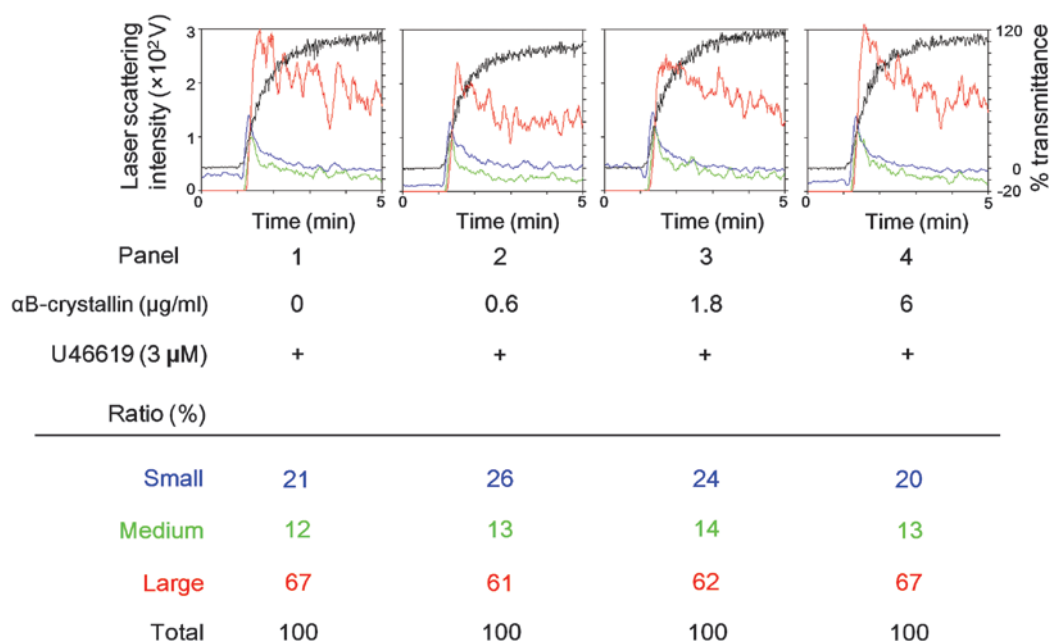 Laser scattering
intensity (×10² V)
3
2
1
0
120
0
-20
% transmittance
0 5
0 5
0 5
0 5
Time (min) Time (min) Time (min) Time (min)
Panel 1 2 3 4
αB-crystallin (μg/ml) 0 0.6 1.8 6
U46619 (3 μM) + + + +
Ratio (%)
Small 21 26 24 20
Medium 12 13 14 13
Large 67 61 62 67
Total 100 100 100 100